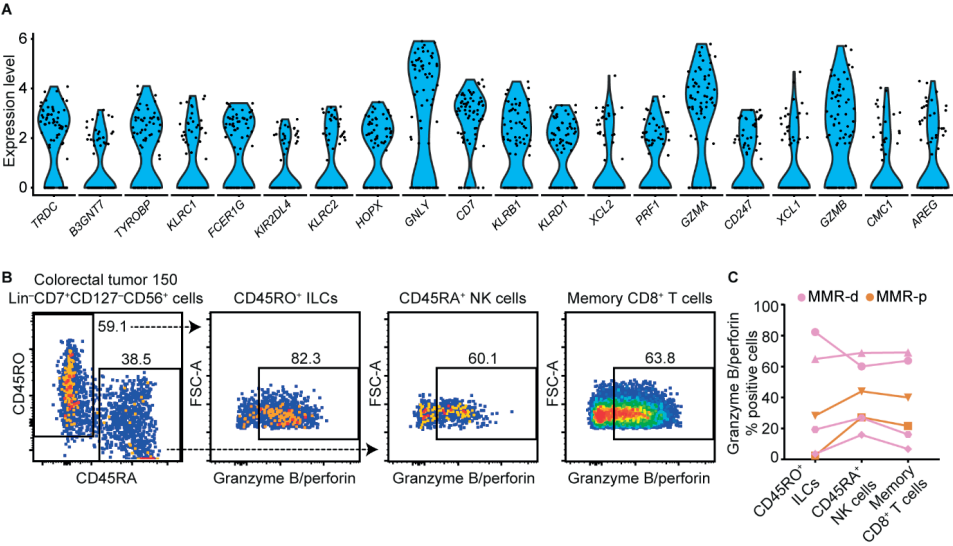 A
Expression level
6
4
2
0
TRDC
B3GNT7
TYROBP
KLRC1
FCER1G
KIR2DL4
KLRC2
HOPX
GNLY
CD7
KLRB1
KLRD1
XCL2
PRF1
GZMA
CD247
XCL1
GZMB
CMC1
AREG
B
Colorectal tumor 150
Lin⁻CD7⁺CD127⁻CD56⁺ cells
CD45RO⁺ ILCs
CD45RA⁺ NK cells
Memory CD8⁺ T cells
59.1
38.5
82.3
60.1
63.8
CD45RO
FSC-A
FSC-A
FSC-A
CD45RA
Granzyme B/perforin
Granzyme B/perforin
Granzyme B/perforin
C
MMR-d
MMR-p
Granzyme B/perforin
% positive cells
100
80
60
40
20
0
CD45RO⁺
ILCs
CD45RA⁺
NK cells
Memory
CD8⁺ T cells